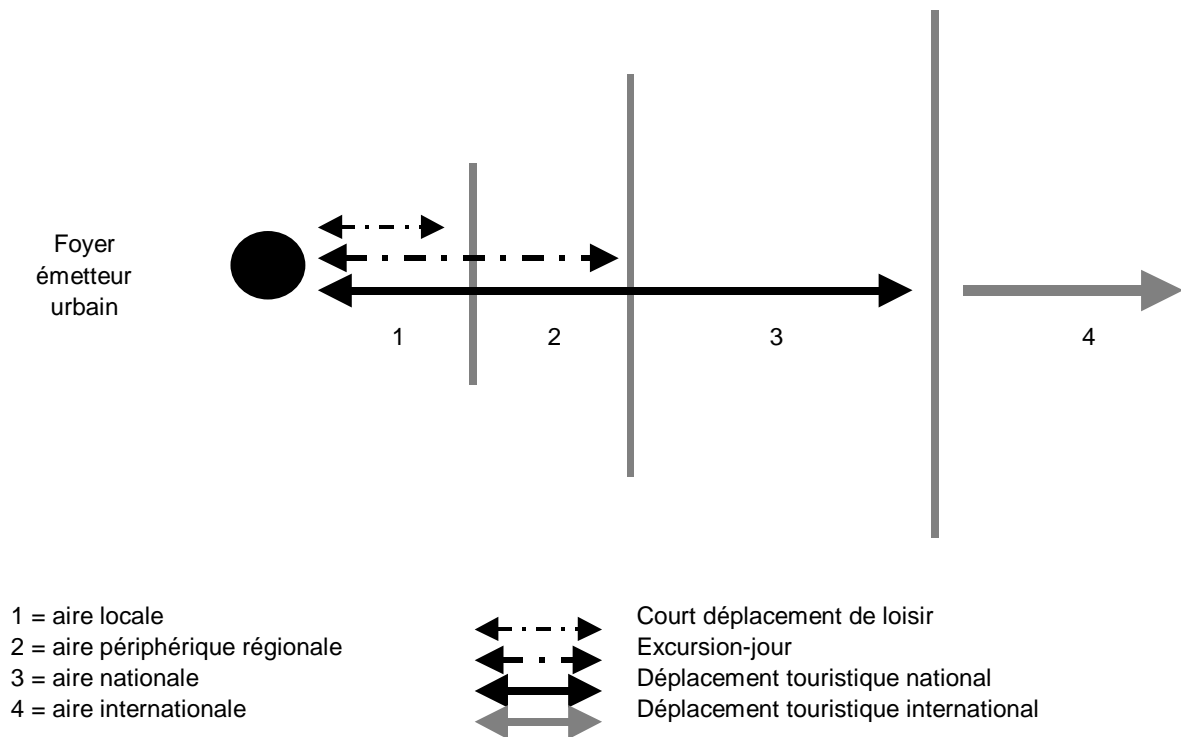 Foyer
émetteur
urbain
1
2
3
4
1 = aire locale
2 = aire périphérique régionale
3 = aire nationale
4 = aire internationale
Court déplacement de loisir
Excursion-jour
Déplacement touristique national
Déplacement touristique international